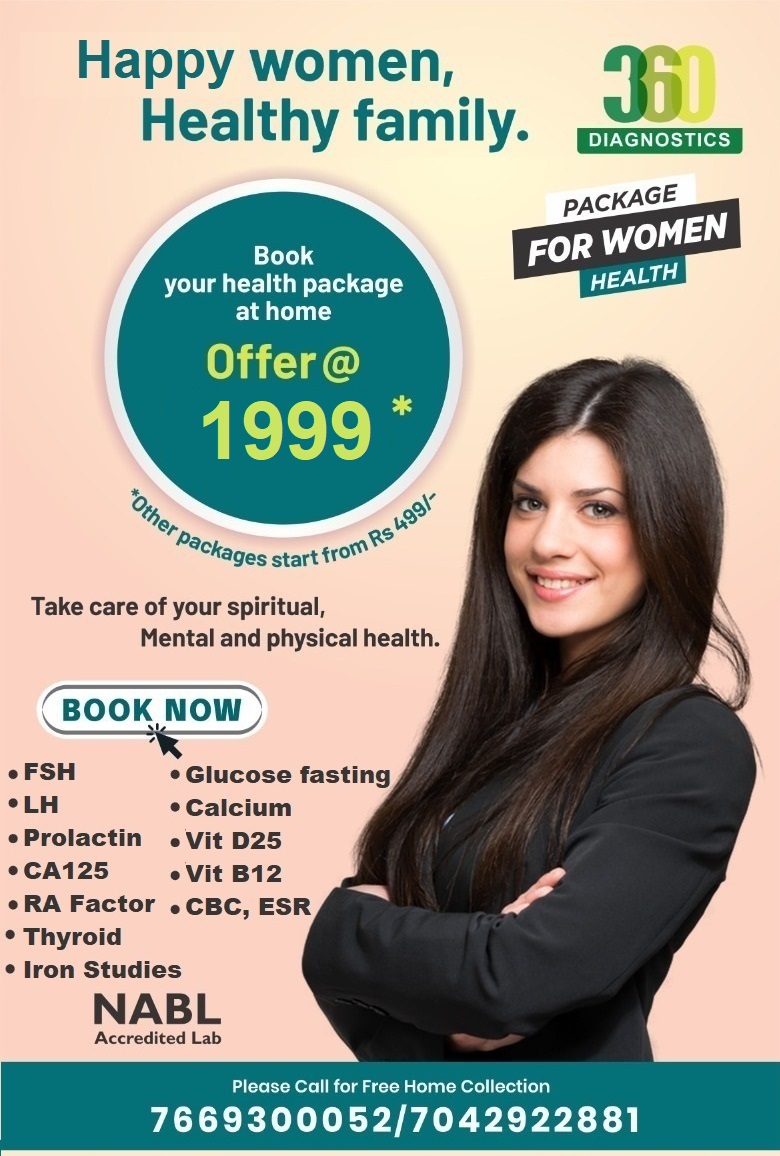 Happy women,
Healthy family.
360
DIAGNOSTICS
PACKAGE
FOR WOMEN
HEALTH
Book
your health package
at home
Offer@
1999 *
*Other packages start from Rs 499/-
Take care of your spiritual,
Mental and physical health.
BOOK NOW
• FSH
• LH
• Prolactin
• CA125
• RA Factor
• Thyroid
• Iron Studies
• Glucose fasting
• Calcium
• Vit D25
• Vit B12
• CBC, ESR
NABL
Accredited Lab
Please Call for Free Home Collection
7669300052/7042922881